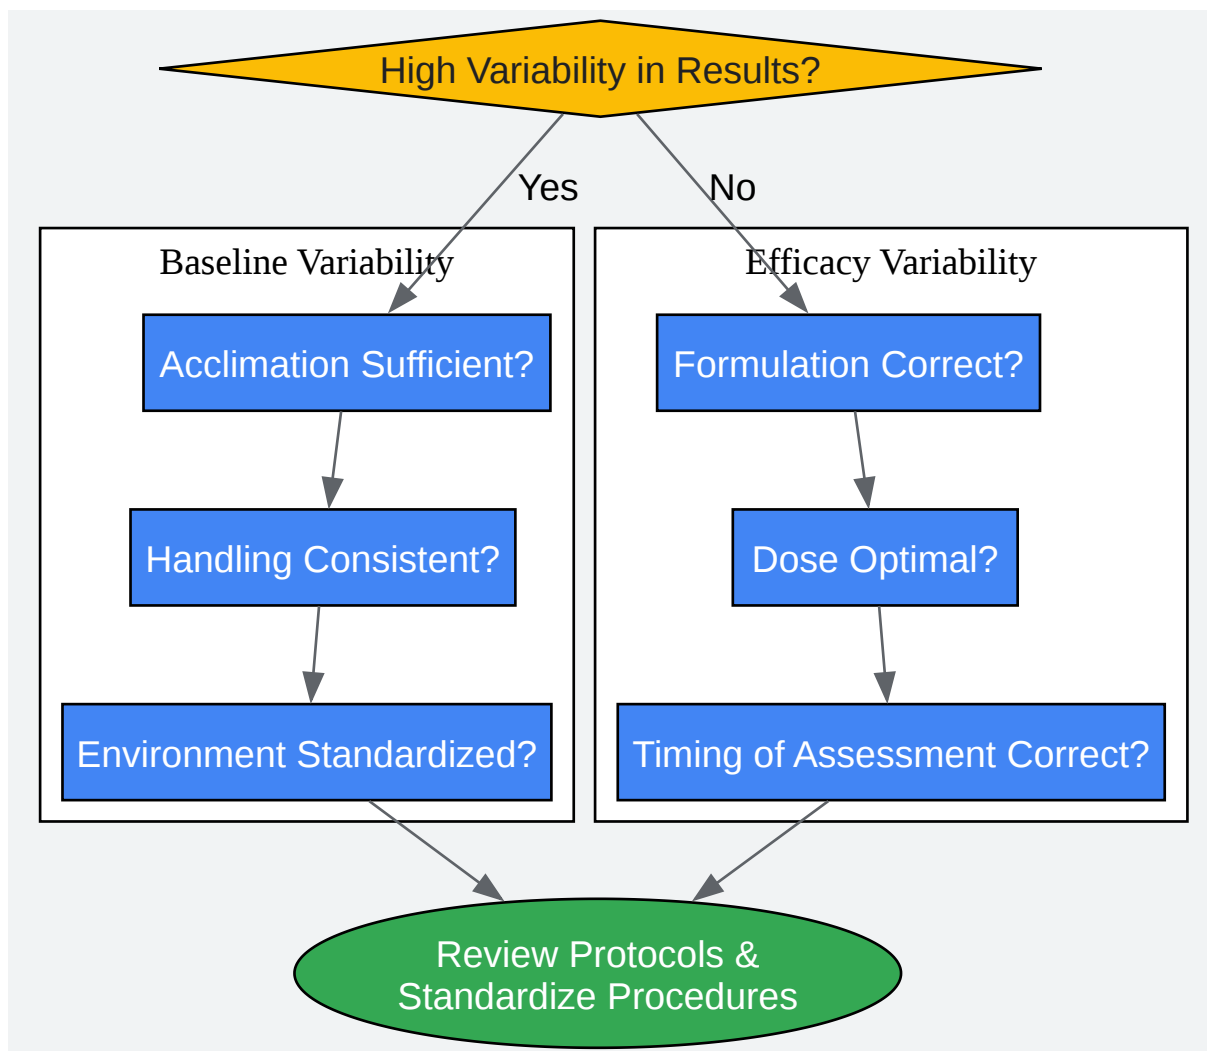 High Variability in Results?
Yes
No
Baseline Variability
Efficacy Variability
Acclimation Sufficient?
Formulation Correct?
Handling Consistent?
Dose Optimal?
Environment Standardized?
Timing of Assessment Correct?
Review Protocols &
Standardize Procedures